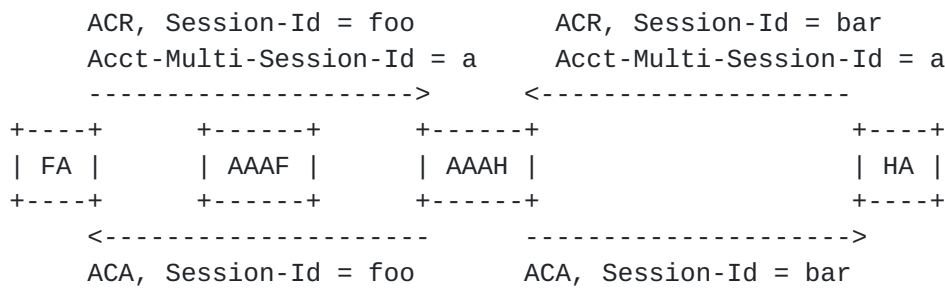 ACR, Session-Id = foo          ACR, Session-Id = bar
Acct-Multi-Session-Id = a      Acct-Multi-Session-Id = a
--------------------->       <--------------------
+----+       +------+       +------+                    +----+
| FA |       | AAAF |       | AAAH |                    | HA |
+----+       +------+       +------+                    +----+
<---------------------       --------------------->
ACA, Session-Id = foo        ACA, Session-Id = bar